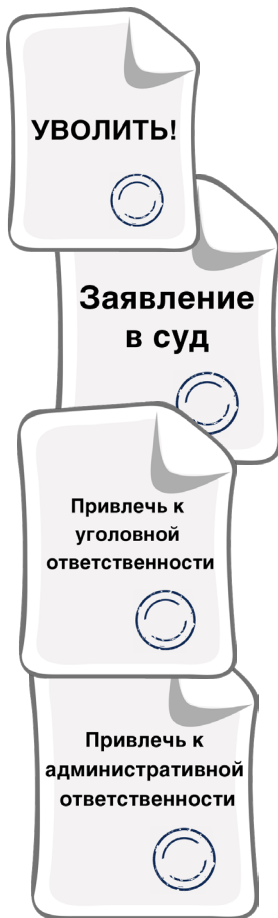 УВОЛИТЬ!
Заявление
в суд
Привлечь к
уголовной
ответственности
Привлечь к
административной
ответственности